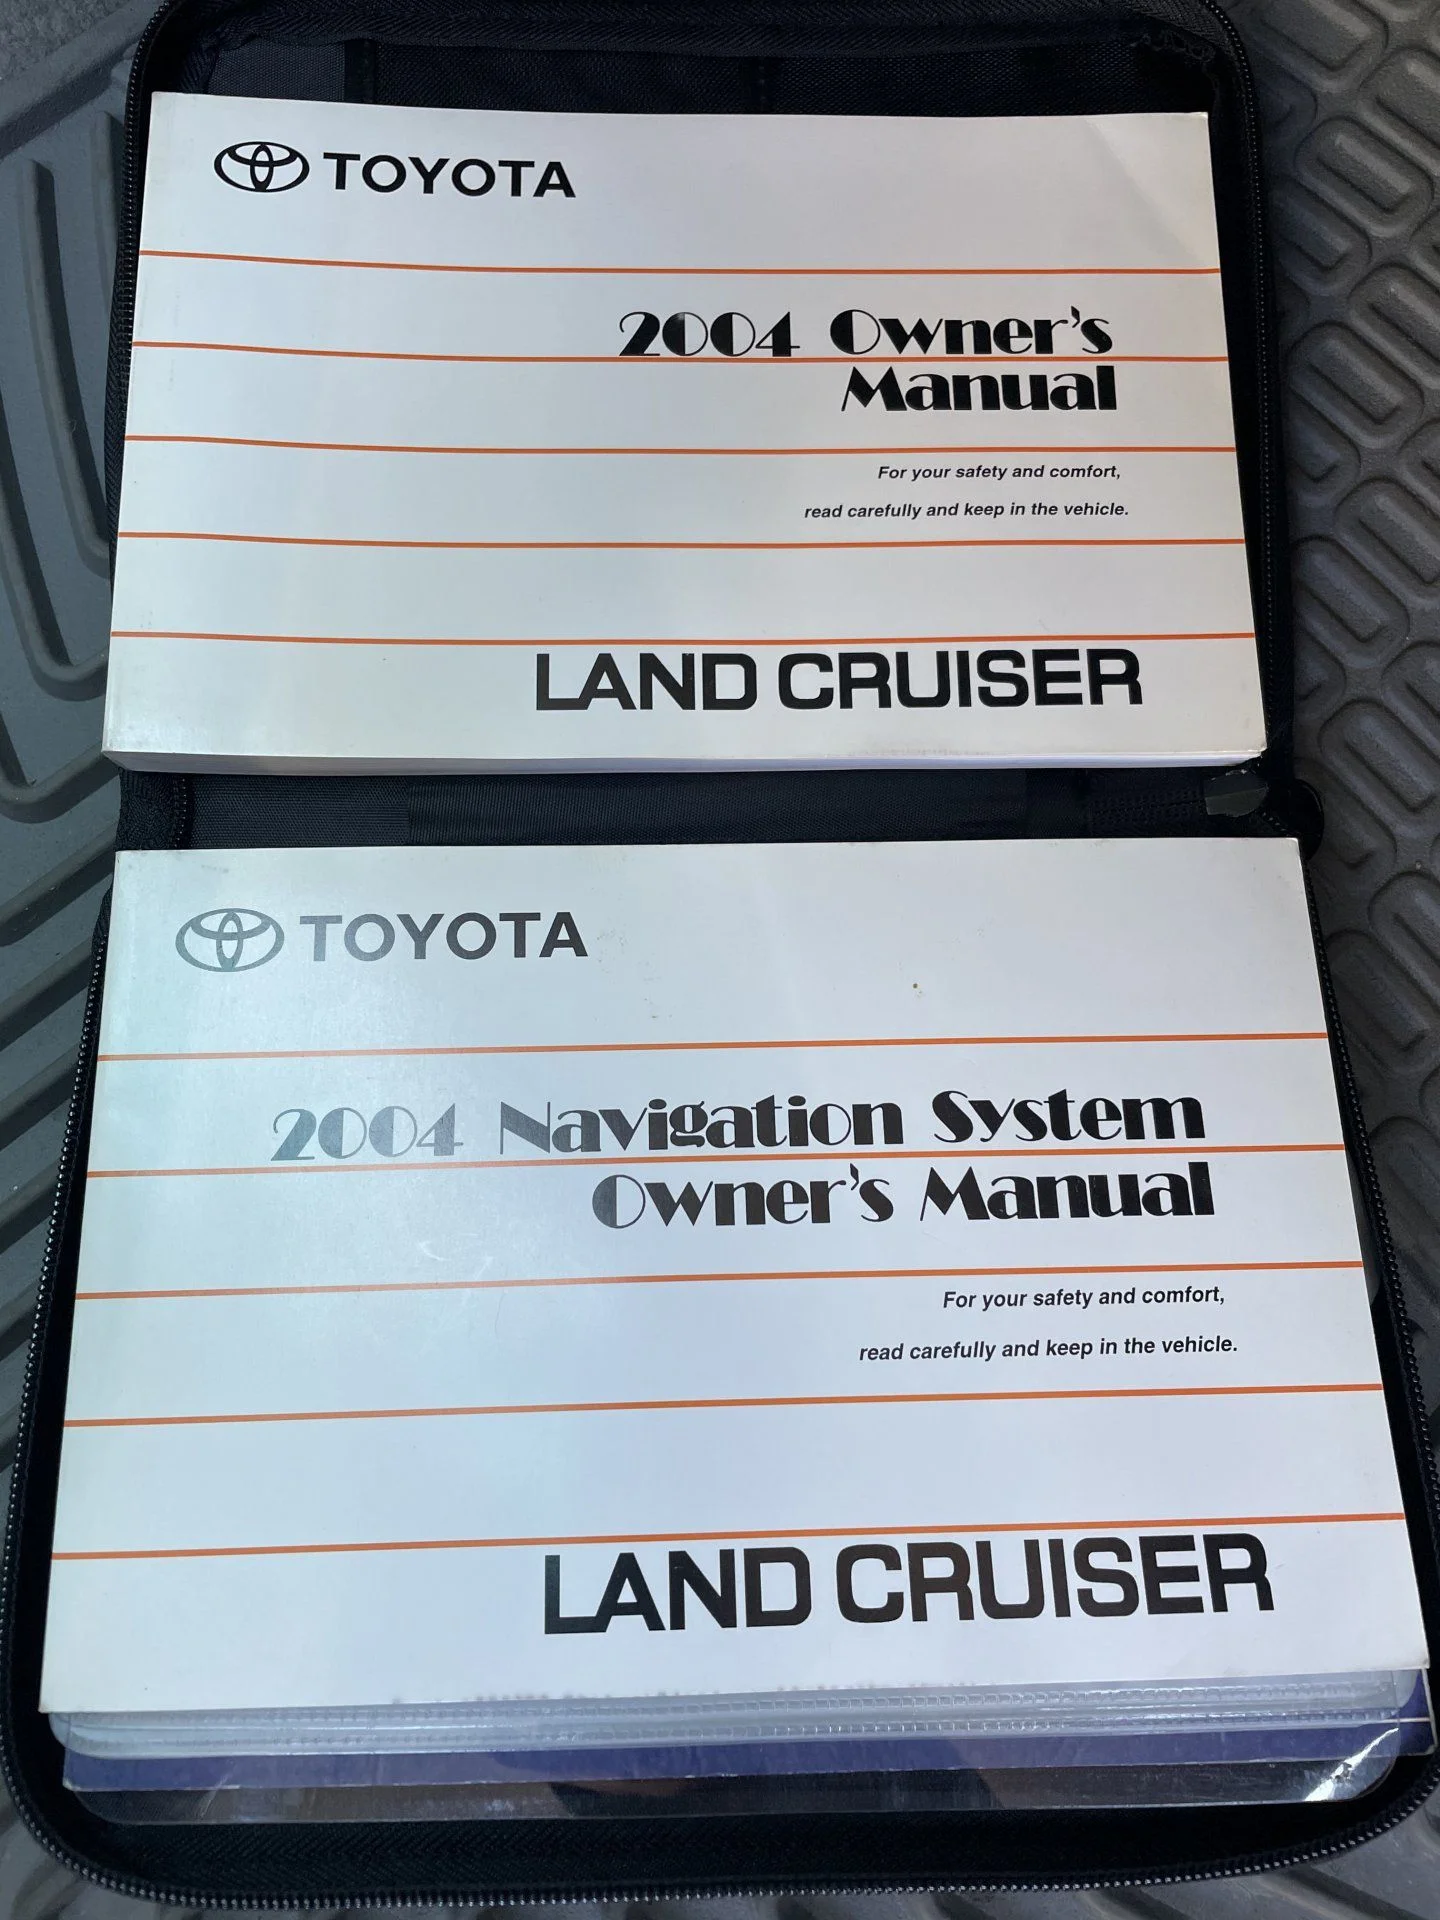 TOYOTA
2004 Owner's
Manual
For your safety and comfort,
read carefully and keep in the vehicle.
LAND CRUISER
TOYOTA
2004 Navigation System
Owner's Manual
For your safety and comfort,
read carefully and keep in the vehicle.
LAND CRUISER